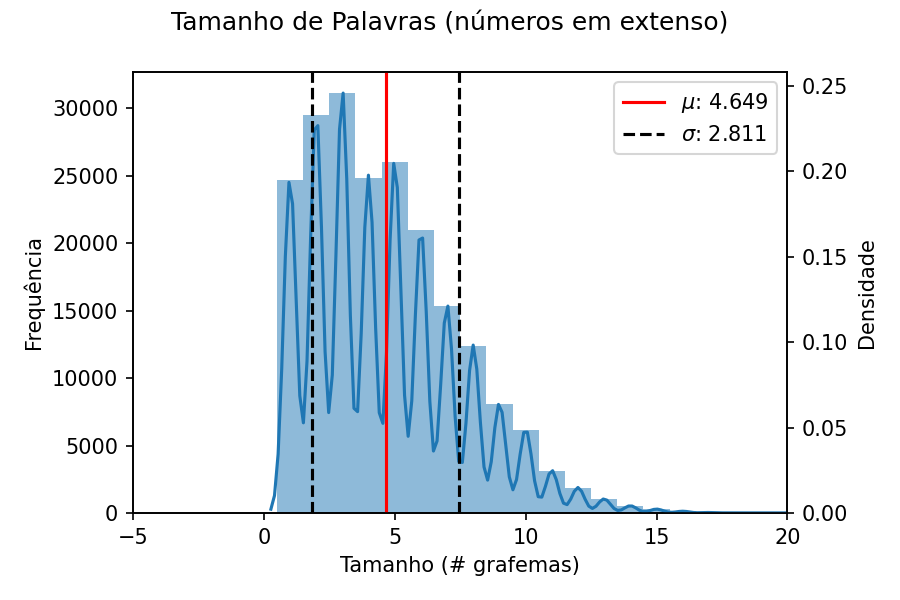 Tamanho de Palavras (números em extenso)
μ: 4.649
σ: 2.811
Frequência
30000
25000
20000
15000
10000
5000
0
Densidade
0.25
0.20
0.15
0.10
0.05
0.00
−5 0 5 10 15 20
Tamanho (# grafemas)